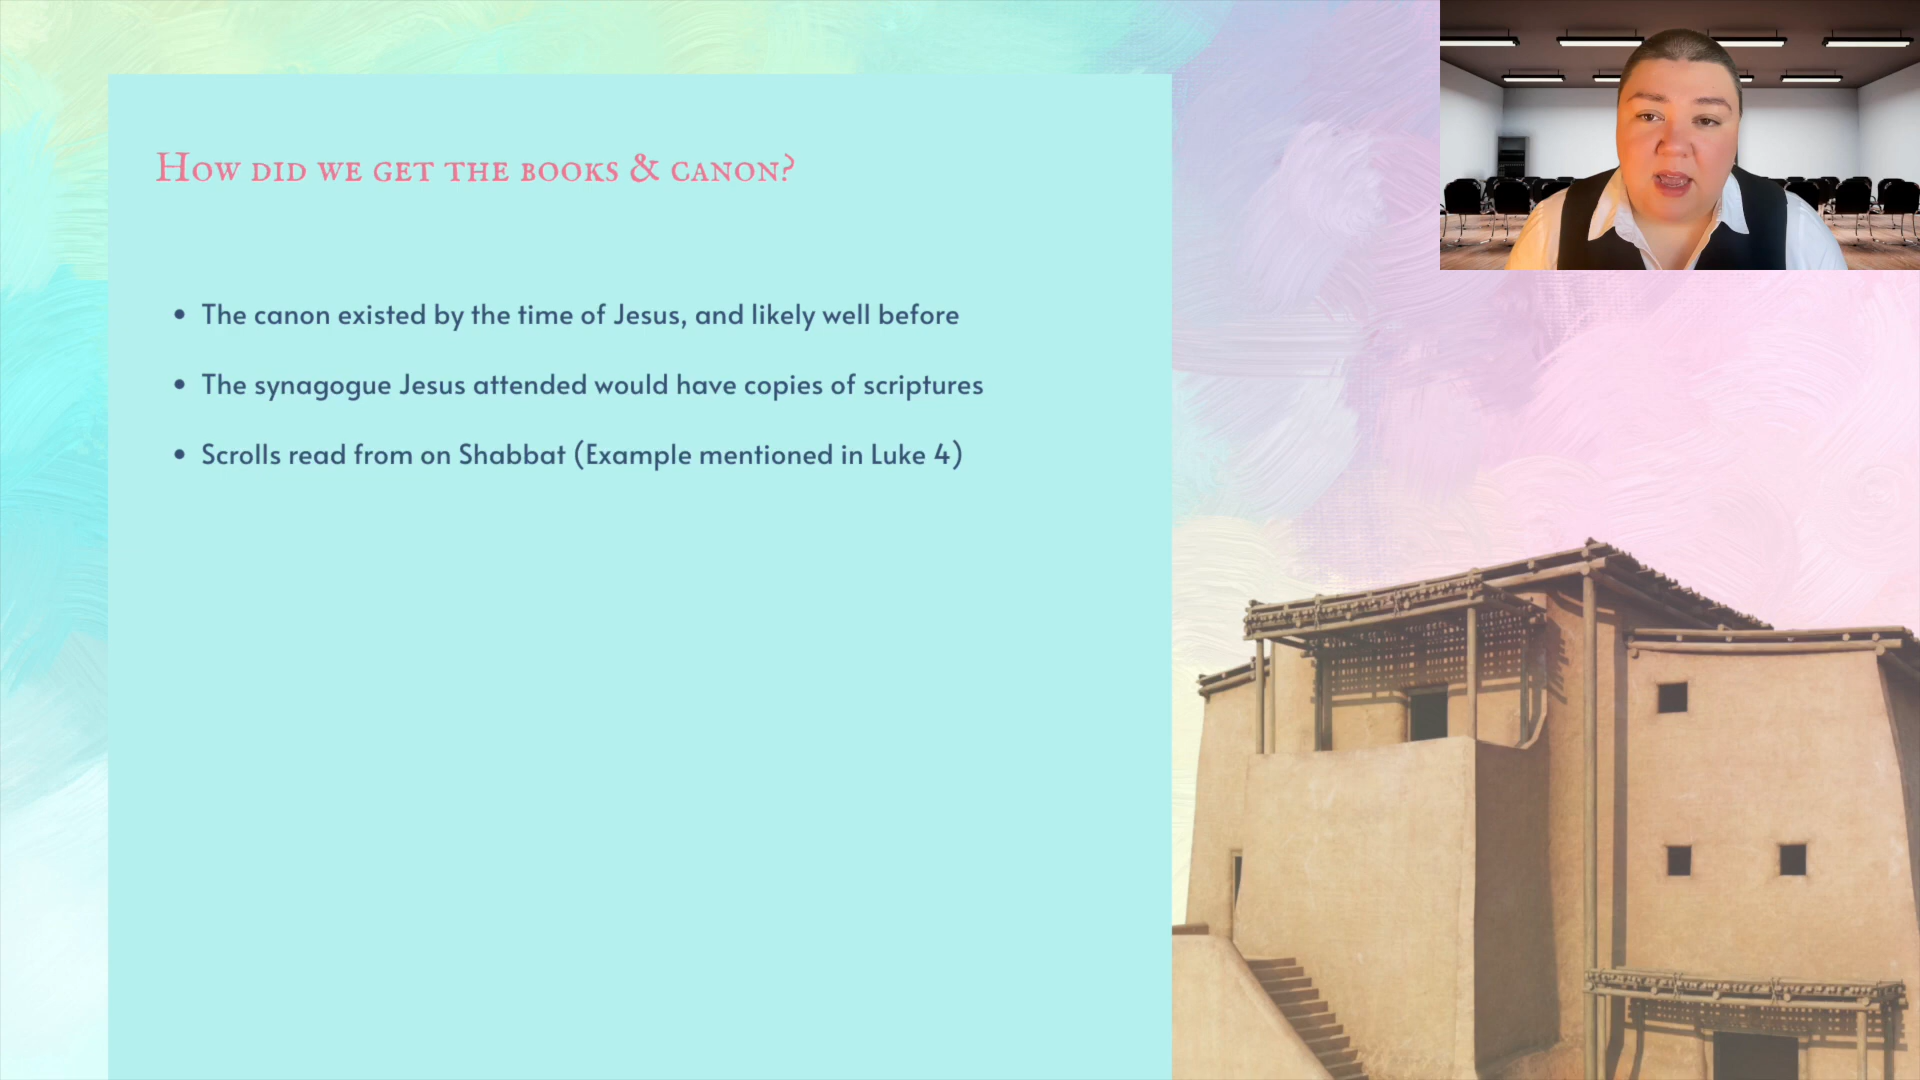 How did we get the books & canon?
• The canon existed by the time of Jesus, and likely well before
• The synagogue Jesus attended would have copies of scriptures
• Scrolls read from on Shabbat (Example mentioned in Luke 4)